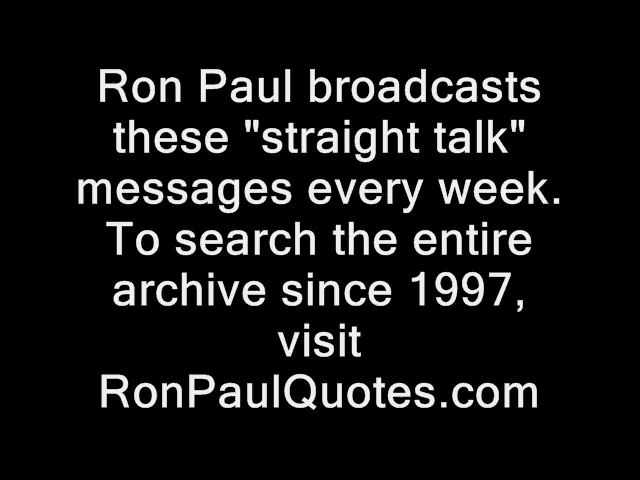 Ron Paul broadcasts
these "straight talk"
messages every week.
To search the entire
archive since 1997,
visit
RonPaulQuotes.com